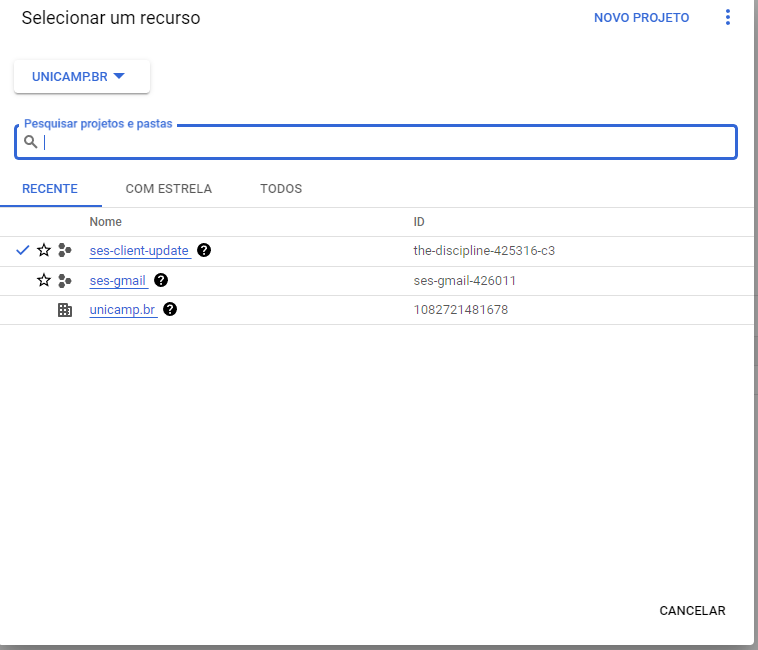 Selecionar um recurso NOVO PROJETO
UNICAMP.BR
Pesquisar projetos e pastas
RECENTE COM ESTRELA TODOS
Nome ID
ses-client-update the-discipline-425316-c3
ses-gmail ses-gmail-426011
unicamp.br 1082721481678
CANCELAR